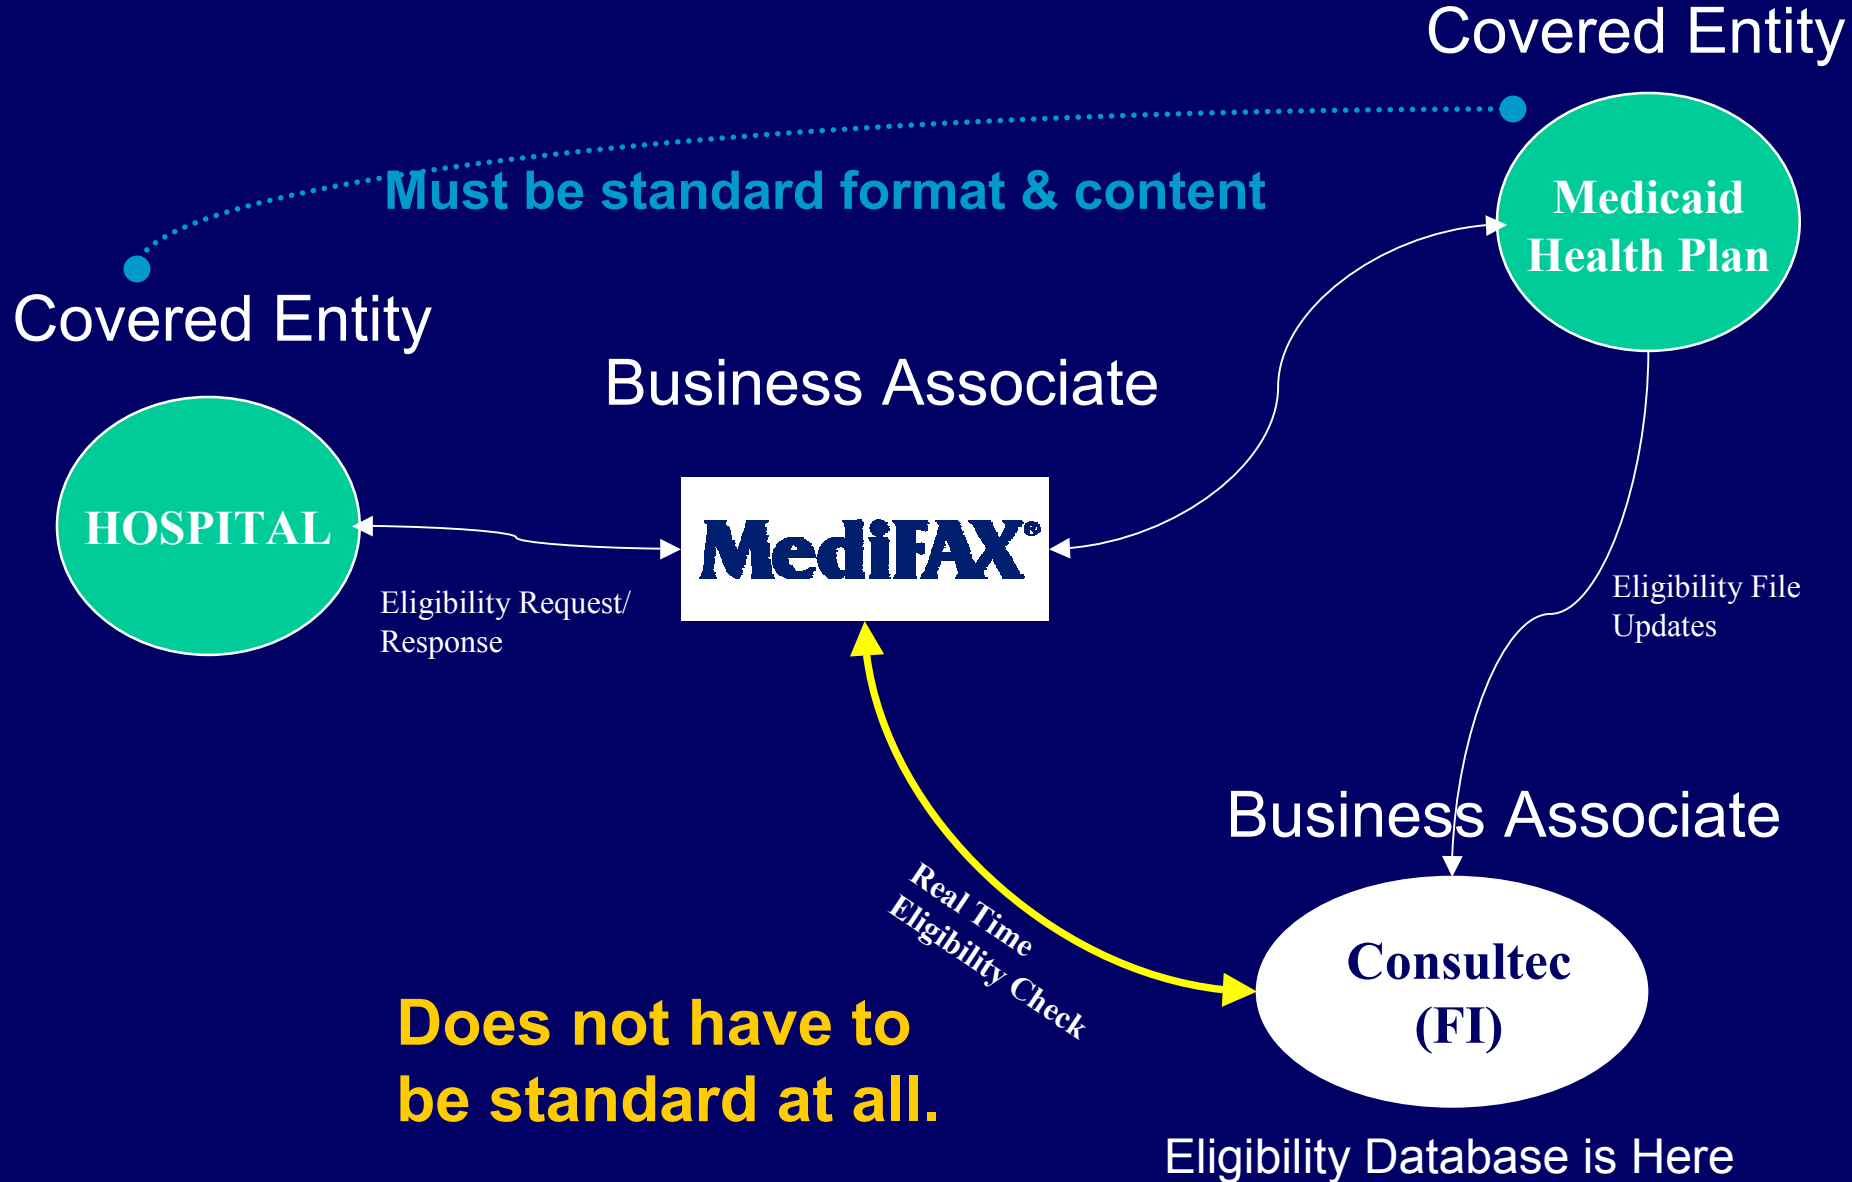 Covered Entity
Must be standard format & content
Medicaid
Health Plan
Covered Entity
Business Associate
HOSPITAL
MediFAX®
Eligibility Request/
Response
Eligibility File
Updates
Business Associate
Real Time
Eligibility Check
Consultec
(FI)
Does not have to
be standard at all.
Eligibility Database is Here